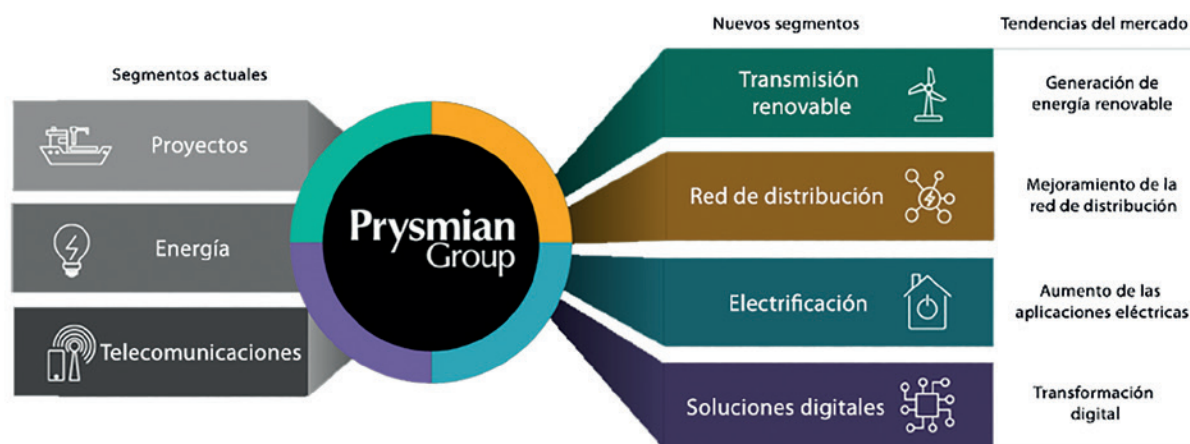 Segmentos actuales
Proyectos
Energía
Telecomunicaciones
Prysmian
Group
Nuevos segmentos
Tendencias del mercado
Transmisión
renovable
Generación de
energía renovable
Red de distribución
Mejoramiento de la
red de distribución
Electrificación
Aumento de las
aplicaciones eléctricas
Soluciones digitales
Transformación
digital